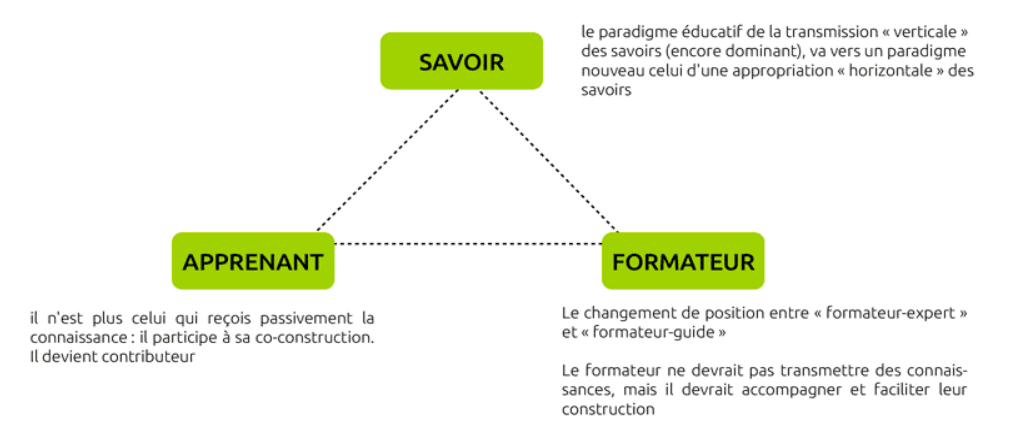 SAVOIR
le paradigme éducatif de la transmission « verticale »
des savoirs (encore dominant), va vers un paradigme
nouveau celui d'une appropriation « horizontale » des
savoirs
APPRENANT
il n'est plus celui qui reçois passivement la
connaissance : il participe à sa co-construction.
Il devient contributeur
FORMATEUR
Le changement de position entre « formateur-expert »
et « formateur-guide »
Le formateur ne devrait pas transmettre des connais-
sances, mais il devrait accompagner et faciliter leur
construction